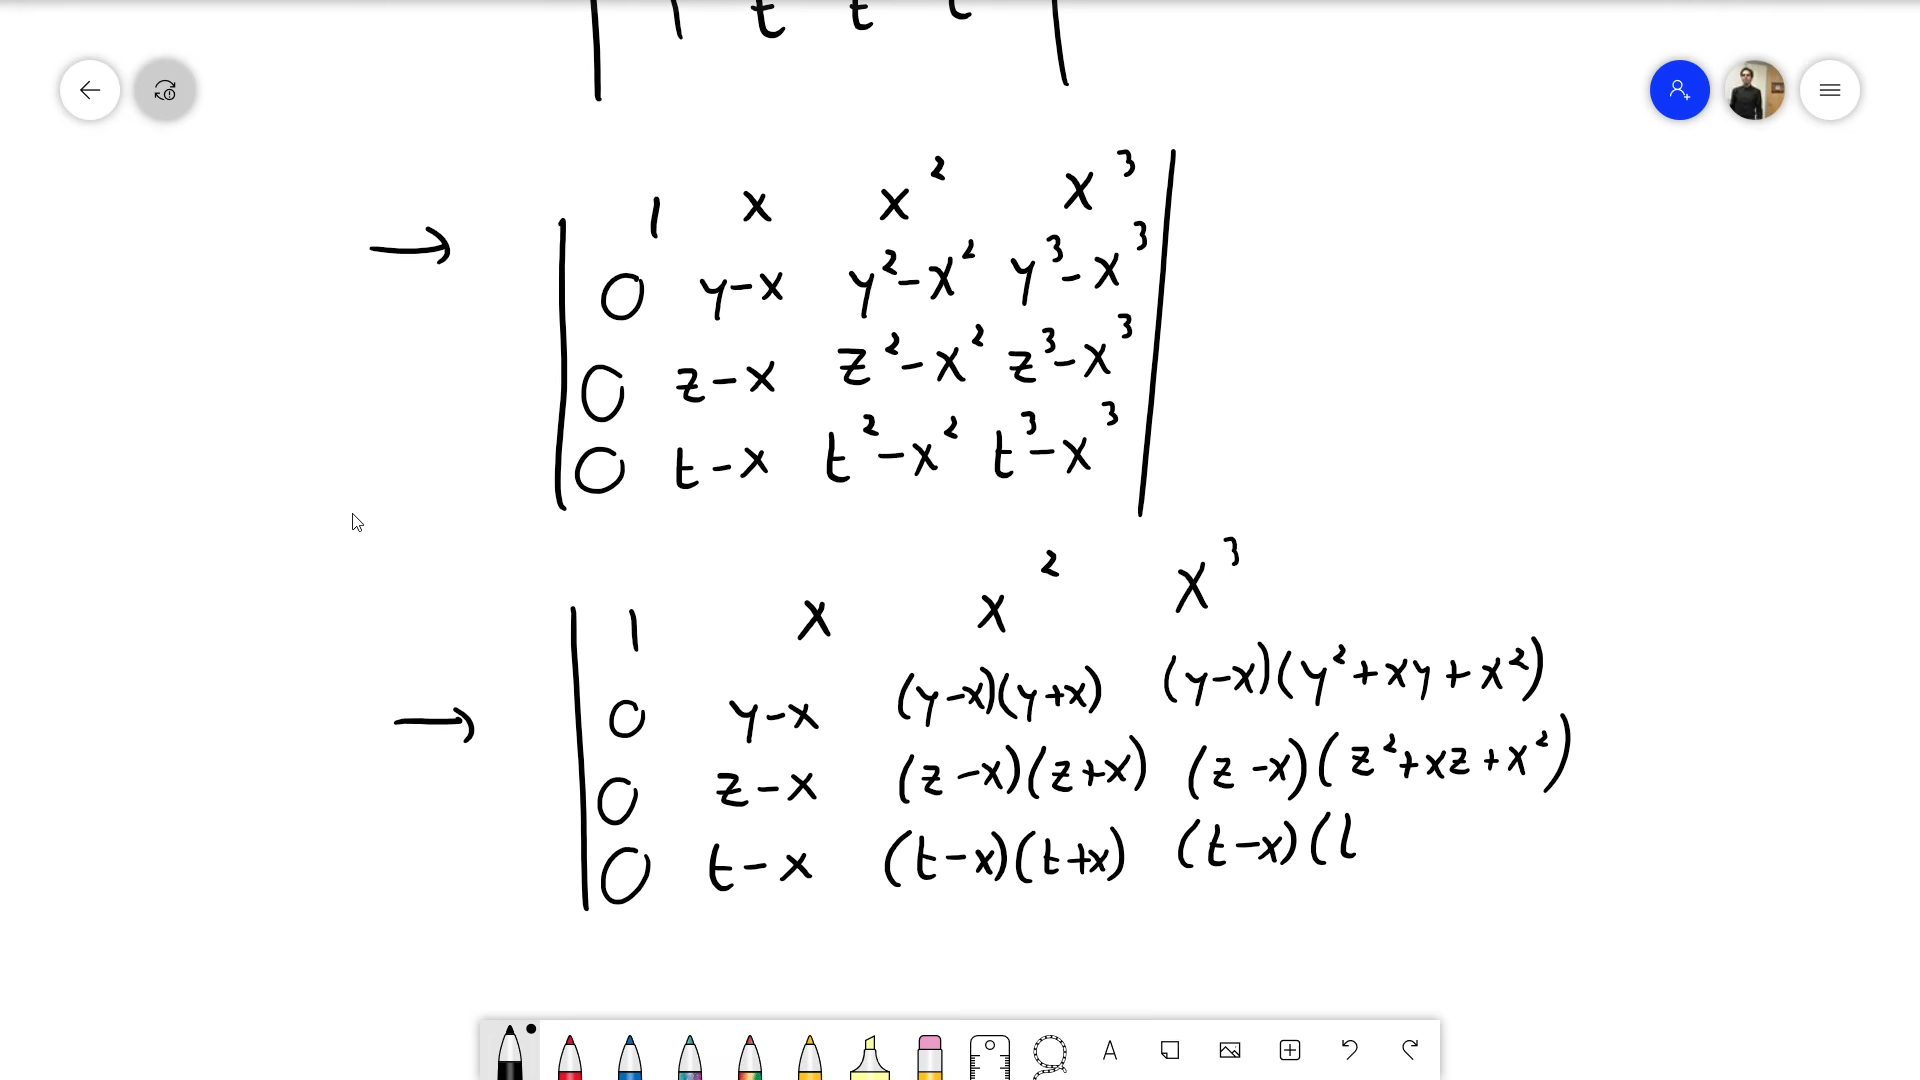 1 t t t
→ | 1 x x² x³ |
0 y-x y²-x² y³-x³
0 z-x z²-x² z³-x³
0 t-x t²-x² t³-x³
→ | 1 x x² x³
0 y-x (y-x)(y+x) (y-x)(y²+xy+x²)
0 z-x (z-x)(z+x) (z-x)(z²+xz+x²)
0 t-x (t-x)(t+x) (t-x)(t